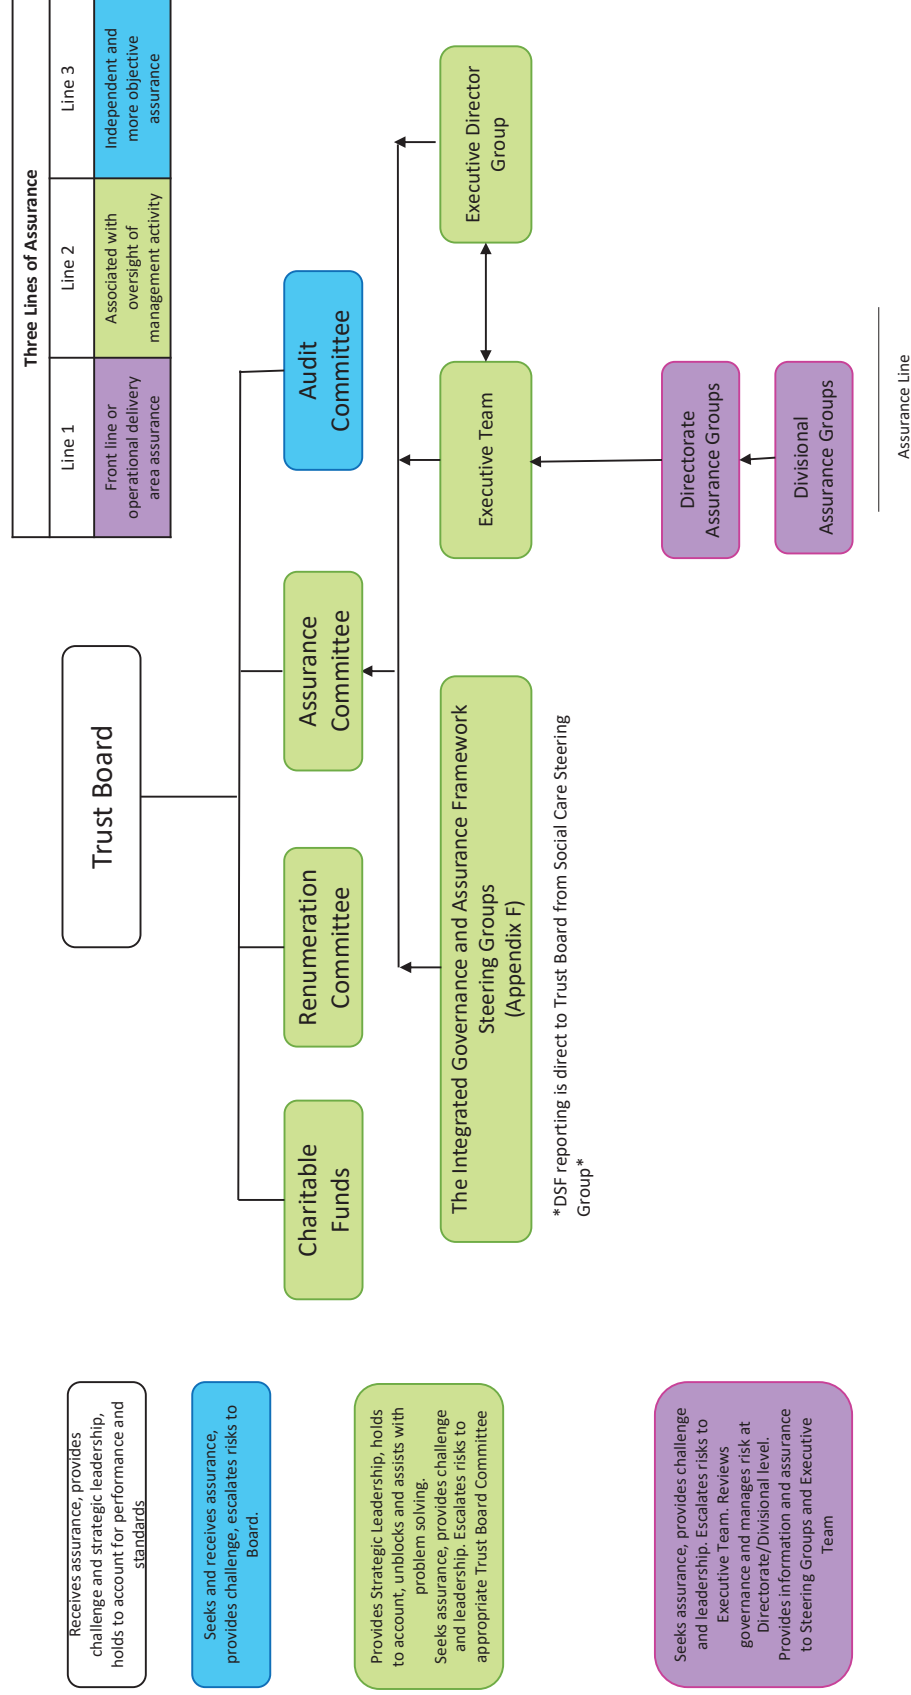 Three Lines of Assurance
Line 1
Line 2
Line 3
Front line or
operational delivery
area assurance
Associated with
oversight of
management activity
Independent and
more objective
assurance
Trust Board
Charitable
Funds
Renumeration
Committee
Assurance
Committee
Audit
Committee
The Integrated Governance and Assurance Framework
Steering Groups
(Appendix F)
Executive Team
Executive Director
Group
*DSF reporting is direct to Trust Board from Social Care Steering
Group*
Directorate
Assurance Groups
Divisional
Assurance Groups
Assurance Line
Receives assurance, provides
challenge and strategic leadership,
holds to account for performance and
standards
Seeks and receives assurance,
provides challenge, escalates risks to
Board.
Provides Strategic Leadership, holds
to account, unblocks and assists with
problem solving.
Seeks assurance, provides challenge
and leadership. Escalates risks to
appropriate Trust Board Committee
Seeks assurance, provides challenge
and leadership. Escalates risks to
Executive Team. Reviews
governance and manages risk at
Directorate/Divisional level.
Provides information and assurance
to Steering Groups and Executive
Team